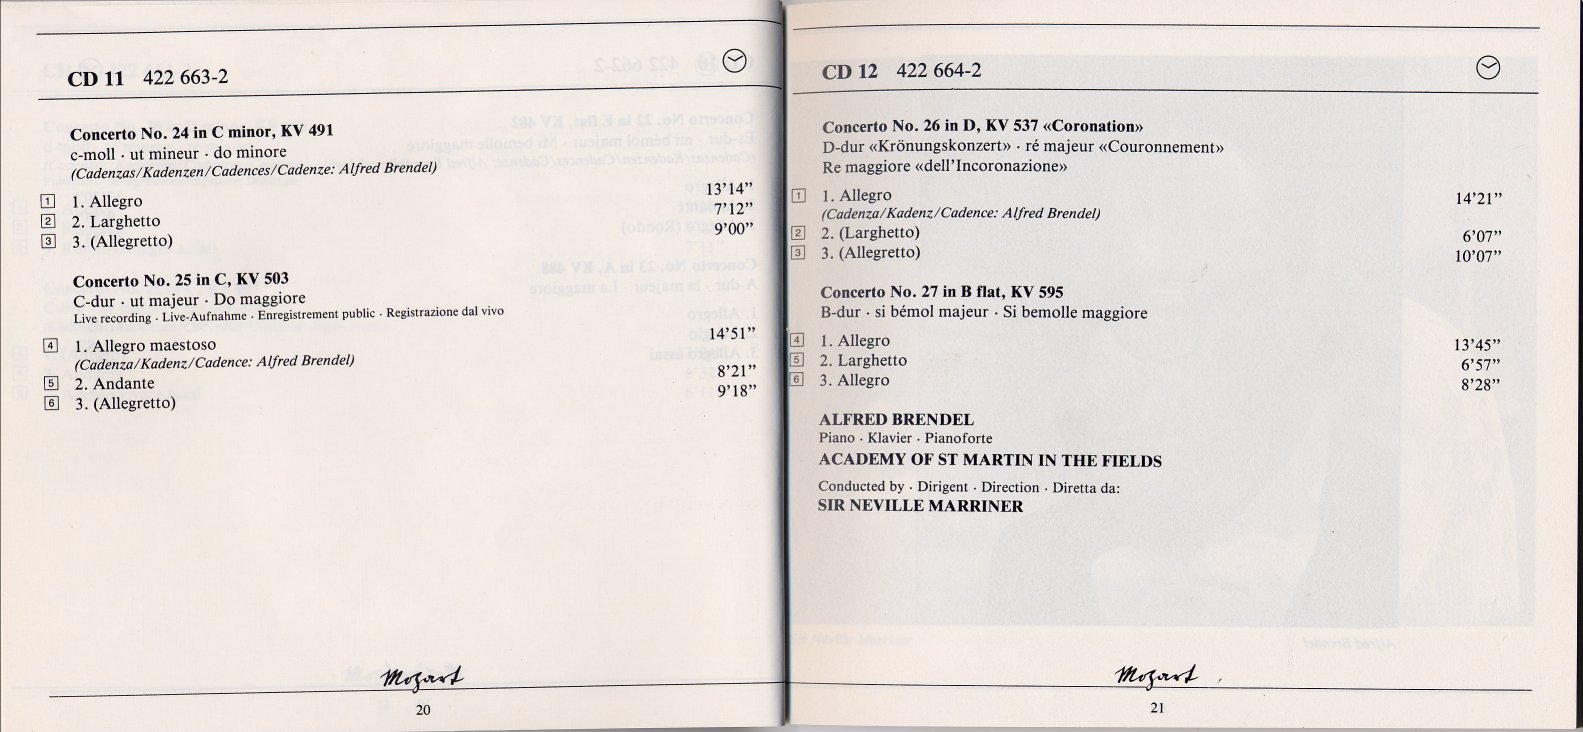 CD 11 422 663-2
Concerto No. 24 in C minor, KV 491
c-moll · ut mineur · do minore
(Cadenzas/Kadenzen/Cadences/Cadenze: Alfred Brendel)
1 1. Allegro 13’14”
2 2. Larghetto 7’12”
3 3. (Allegretto) 9’00”
Concerto No. 25 in C, KV 503
C-dur · ut majeur · Do maggiore
Live recording · Live-Aufnahme · Enregistrement public · Registrazione dal vivo
4 1. Allegro maestoso 14’51”
(Cadenza/Kadenz/Cadence: Alfred Brendel)
5 2. Andante 8’21”
6 3. (Allegretto) 9’18”
Mozart
20
CD 12 422 664-2
Concerto No. 26 in D, KV 537 «Coronation»
D-dur «Krönungskonzert» · ré majeur «Couronnement»
Re maggiore «dell’Incoronazione»
1 1. Allegro 14’21”
(Cadenza/Kadenz/Cadence: Alfred Brendel)
2 2. (Larghetto) 6’07”
3 3. (Allegretto) 10’07”
Concerto No. 27 in B flat, KV 595
B-dur · si bémol majeur · Si bemolle maggiore
4 1. Allegro 13’45”
5 2. Larghetto 6’57”
6 3. Allegro 8’28”
ALFRED BRENDEL
Piano · Klavier · Pianoforte
ACADEMY OF ST MARTIN IN THE FIELDS
Conducted by · Dirigent · Direction · Diretta da:
SIR NEVILLE MARRINER
Mozart
21